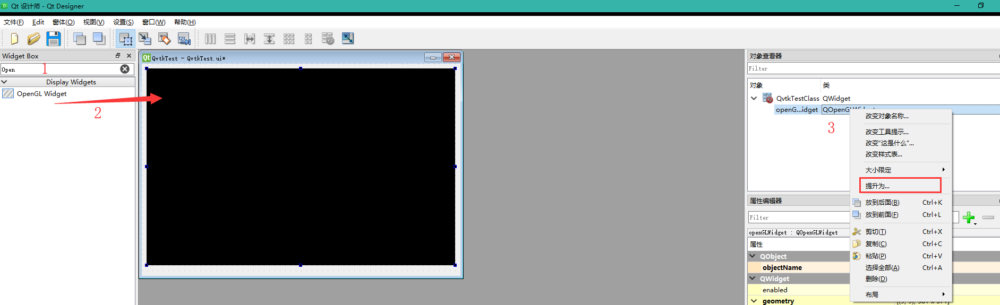 Qt 设计师 - Qt Designer
文件(F) Edit 窗体(O) 视图(V) 设置(S) 窗口(W) 帮助(H)
123
Widget Box
Open
1
Display Widgets
OpenGL Widget
2
Qt QvtkTest - QvtkTest.ui*
对象查看器
Filter
对象 类
QvtkTestClass QWidget
openG...idget
3
改变对象名称...
改变工具提示...
改变“这是什么”...
改变样式表...
大小限定
提升为...
放到后面(B) Ctrl+K
放到前面(F) Ctrl+L
剪切(T) Ctrl+X
复制(C) Ctrl+C
粘贴(P) Ctrl+V
选择全部(A) Ctrl+A
删除(D)
布局
属性编辑器
Filter
openGLWidget : QOpenGLWidget
属性
QObject
objectName
QWidget
enabled
geometry